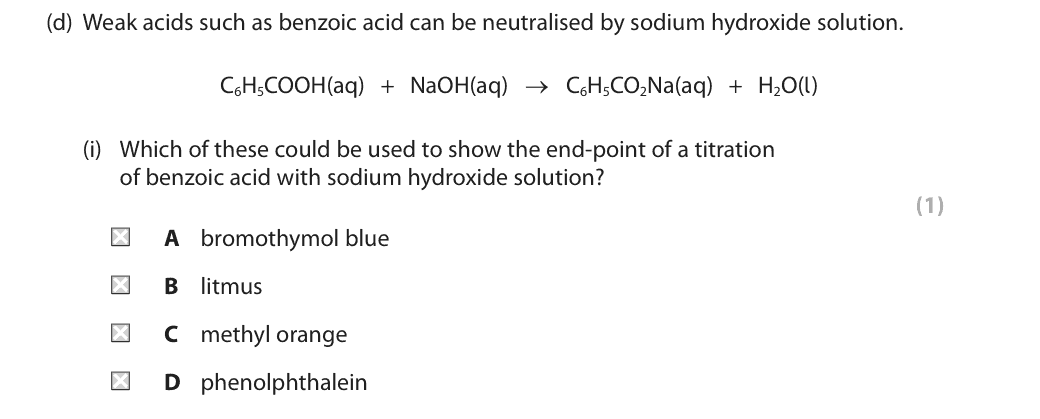 (d) Weak acids such as benzoic acid can be neutralised by sodium hydroxide solution.
C₆H₅COOH(aq) + NaOH(aq) → C₆H₅CO₂Na(aq) + H₂O(l)
(i) Which of these could be used to show the end-point of a titration
of benzoic acid with sodium hydroxide solution?
(1)
A bromothymol blue
B litmus
C methyl orange
D phenolphthalein